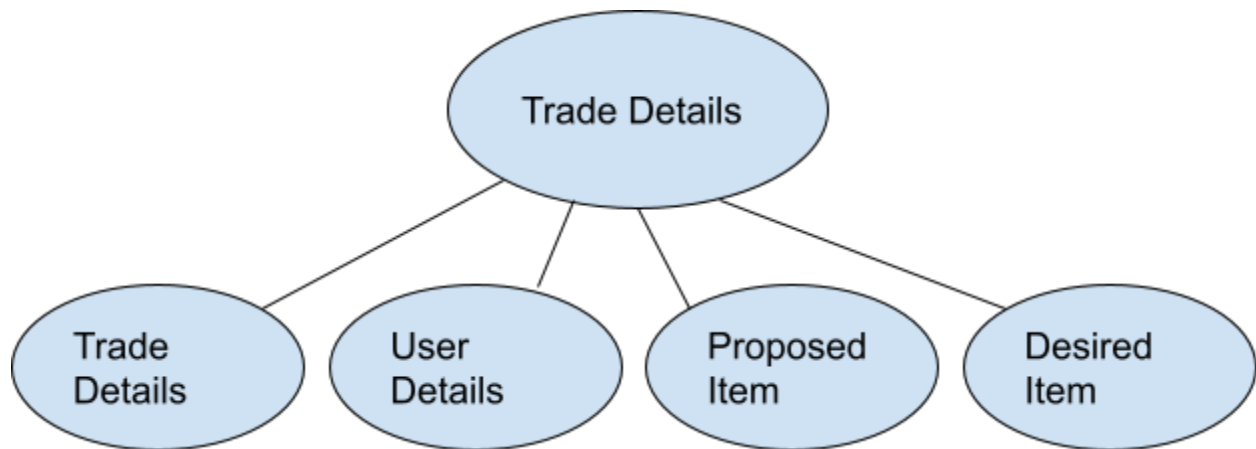 Trade Details
Trade
Details
User
Details
Proposed
Item
Desired
Item